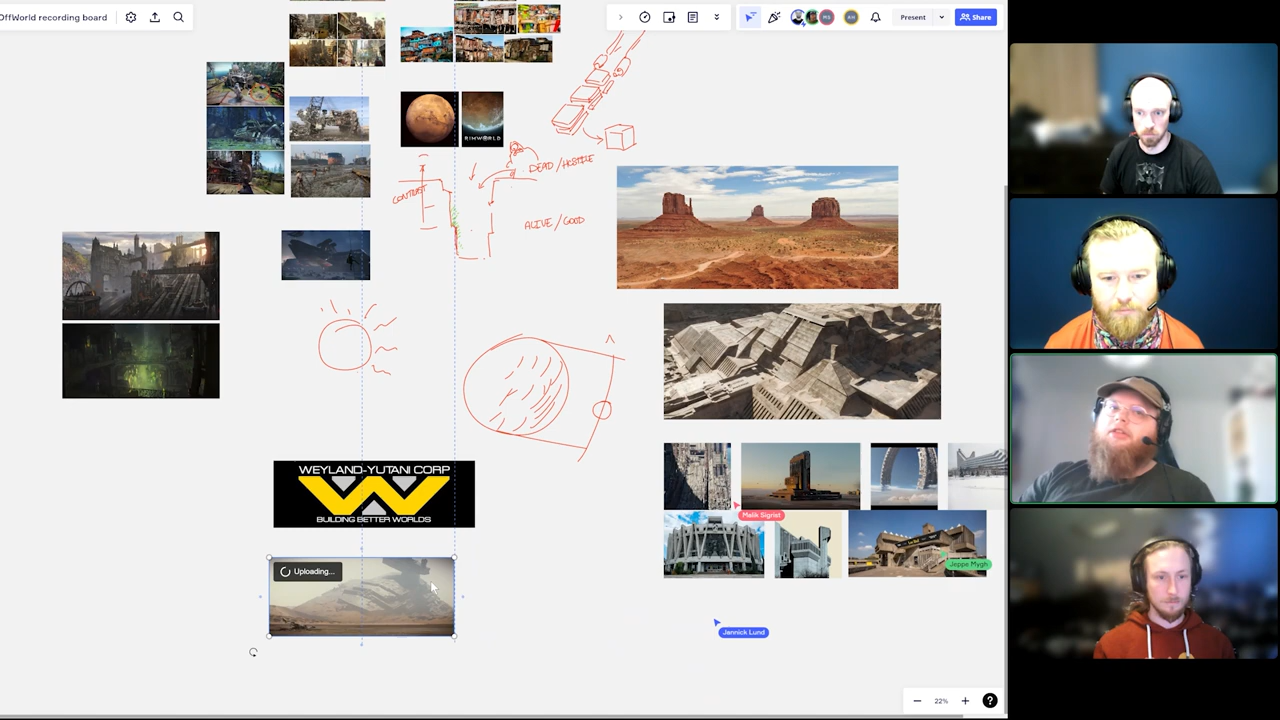 OffWorld recording board
Present
Share
RIMWORLD
DEAD/HOSTILE
CONTRAST
ALIVE/GOOD
WEYLAND-YUTANI CORP
BUILDING BETTER WORLDS
Malik Sigrist
Jeppe Mygh
Uploading...
Jannick Lund
22%